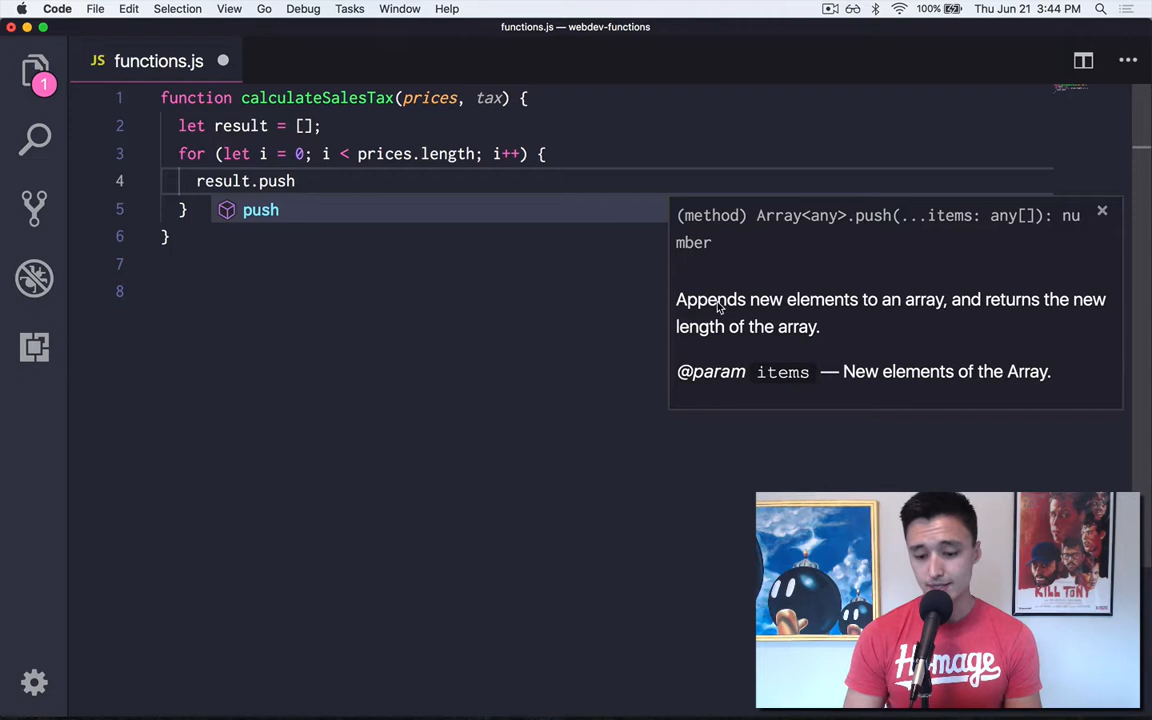 Code File Edit Selection View Go Debug Tasks Window Help 100% Thu Jun 21 3:44 PM
functions.js — webdev-functions
JS functions.js
1
1 function calculateSalesTax(prices, tax) {
2 let result = [];
3 for (let i = 0; i < prices.length; i++) {
4 result.push
5 }
push
6 }
7
8
(method) Array<any>.push(...items: any[]): nu
mber
Appends new elements to an array, and returns the new
length of the array.
@param items — New elements of the Array.
KILL TONY
Homage